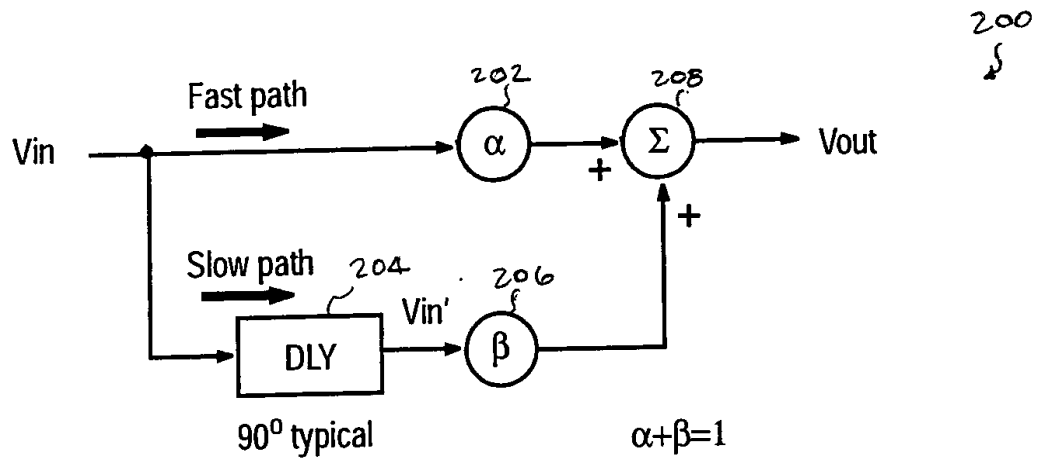 200
202
208
Fast path
Vin
α
Σ
Vout
+
+
Slow path
204
206
Vin'
DLY
β
90° typical
α+β=1